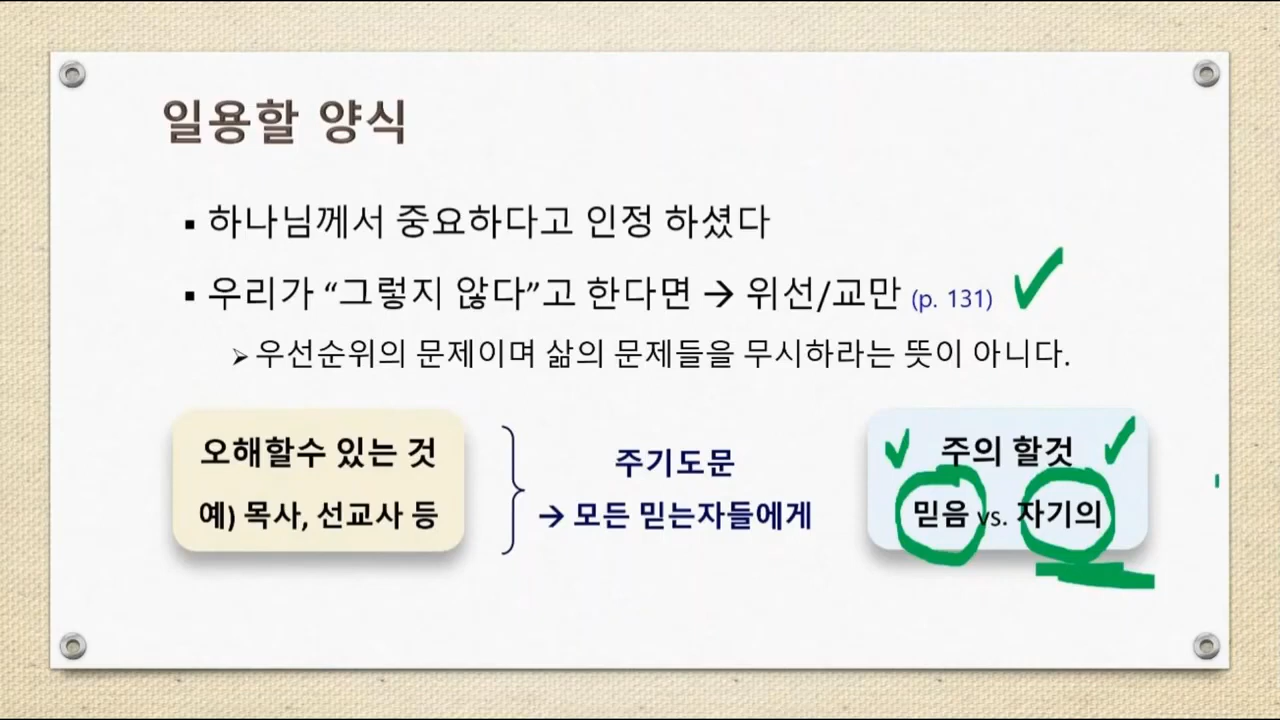 일용할 양식
▪ 하나님께서 중요하다고 인정 하셨다
▪ 우리가 “그렇지 않다”고 한다면 → 위선/교만 (p. 131)
➢ 우선순위의 문제이며 삶의 문제들을 무시하라는 뜻이 아니다.
오해할수 있는 것
예) 목사, 선교사 등
주기도문
→ 모든 믿는자들에게
주의 할것
믿음 vs. 자기의